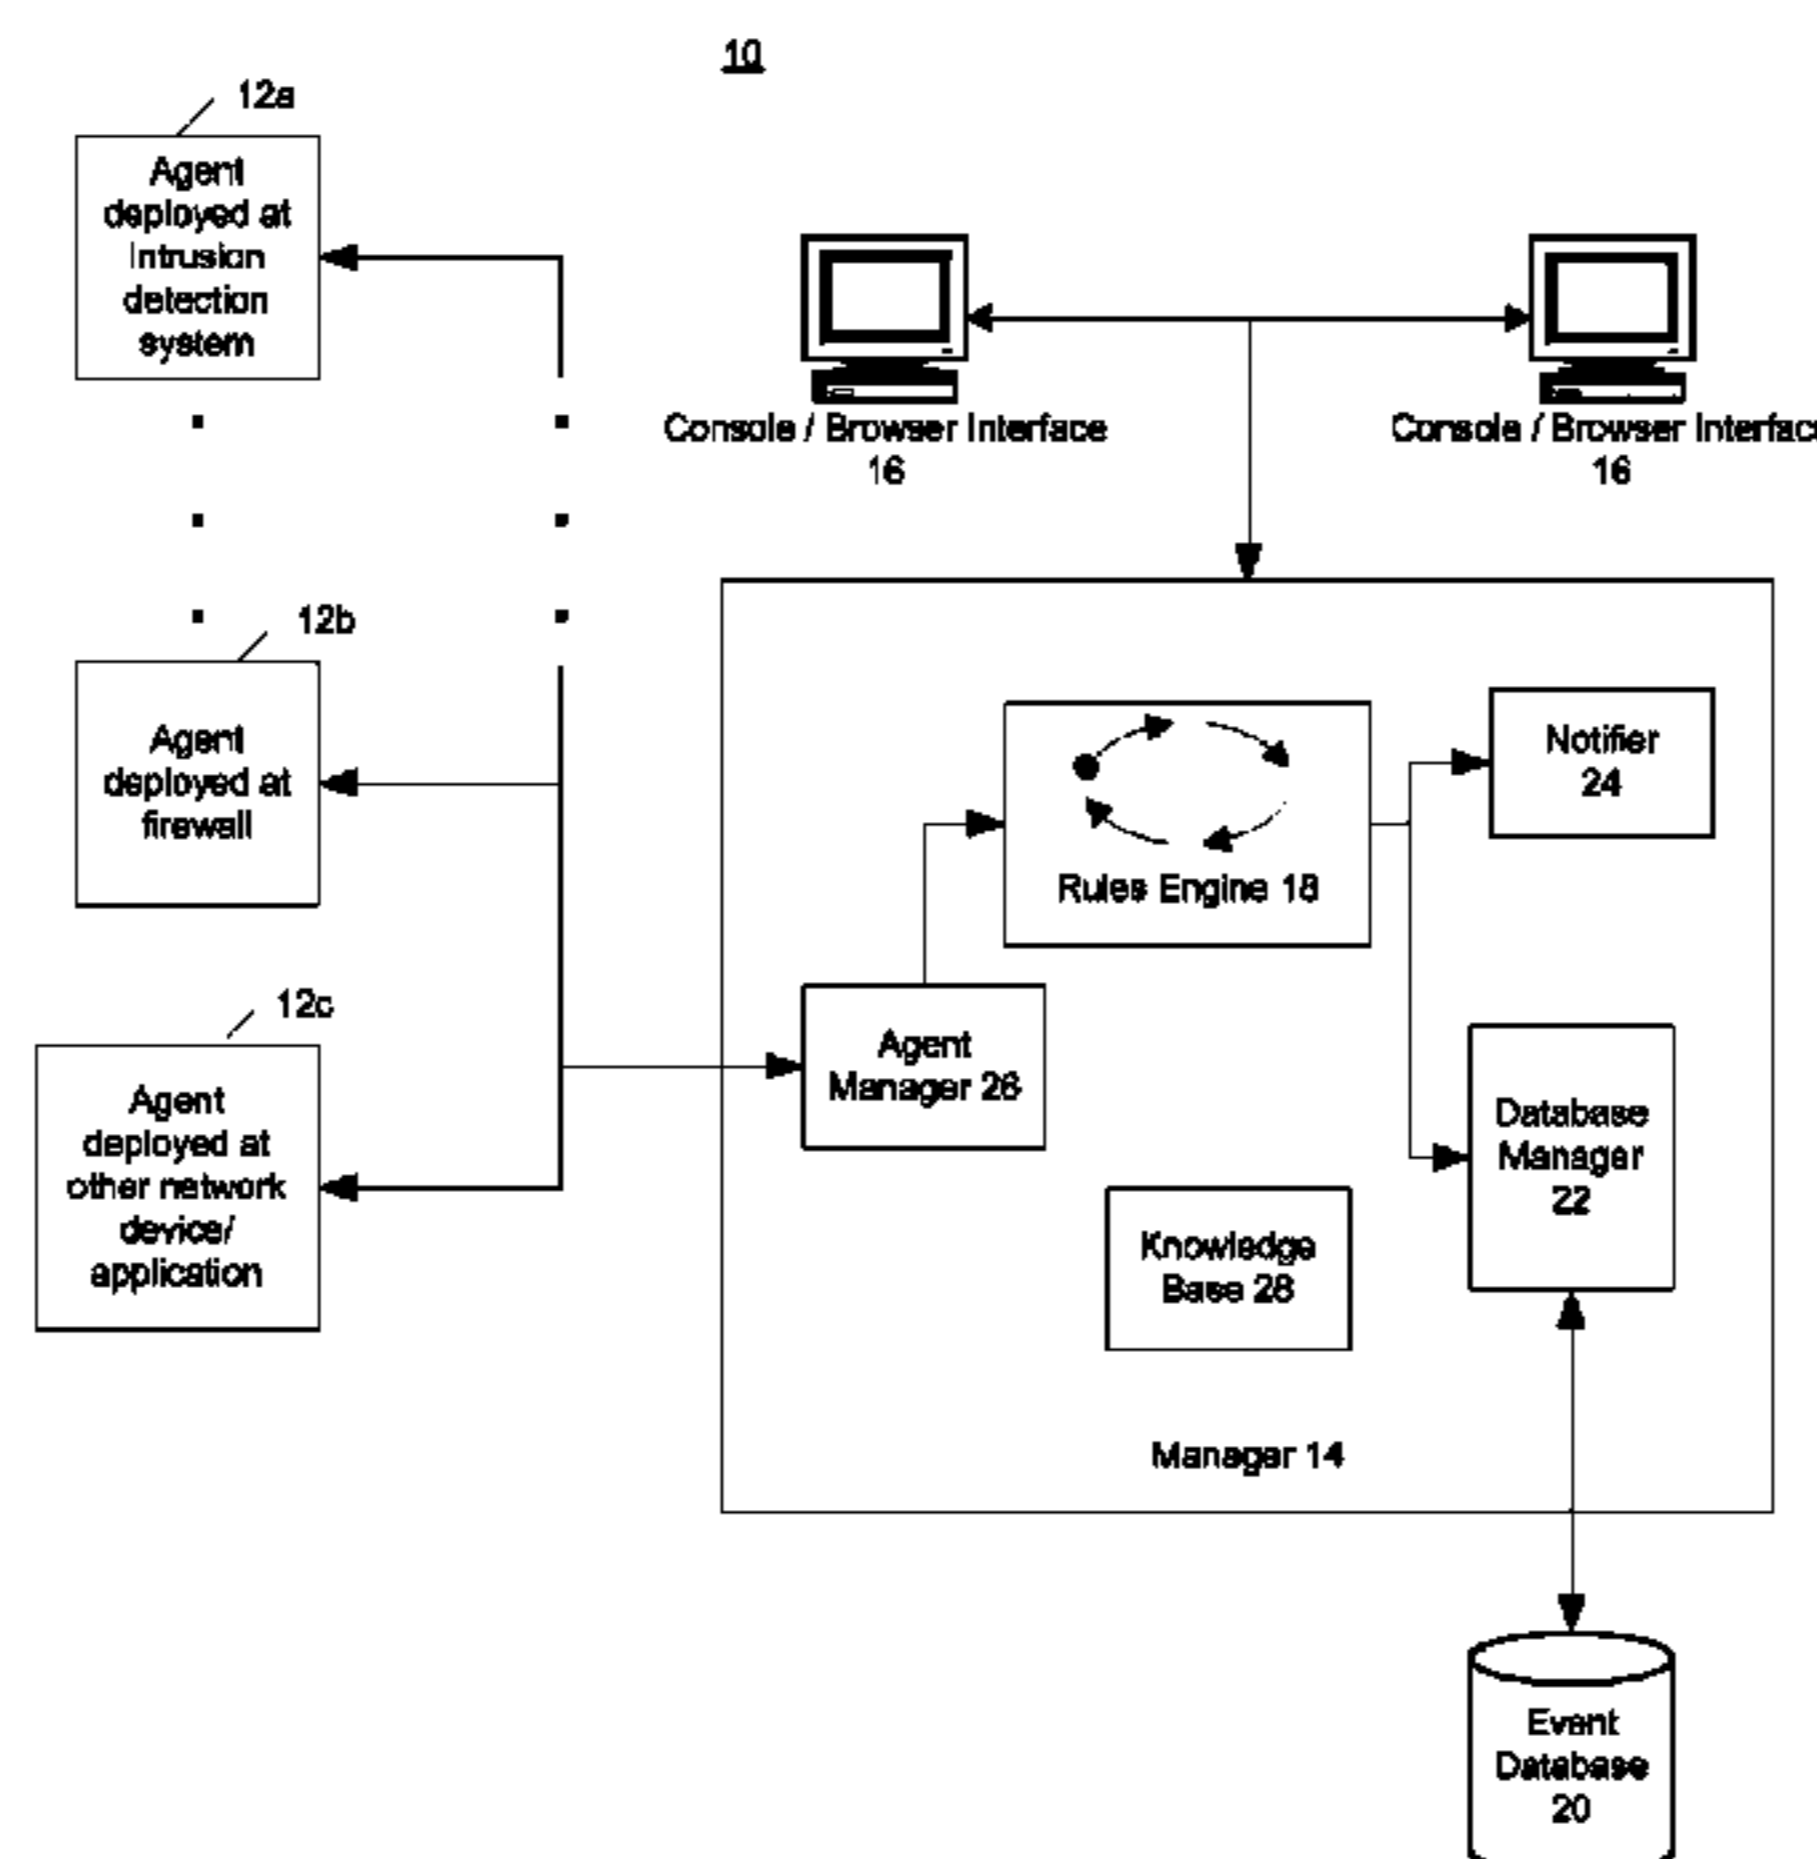 10
12a
Agent
deployed at
Intrusion
detection
system
Console / Browser Interface
16
Console / Browser Interface
16
12b
Agent
deployed at
firewall
12c
Agent
deployed at
other network
device/
application
Rules Engine 18
Notifier
24
Agent
Manager 26
Database
Manager
22
Knowledge
Base 28
Manager 14
Event
Database
20